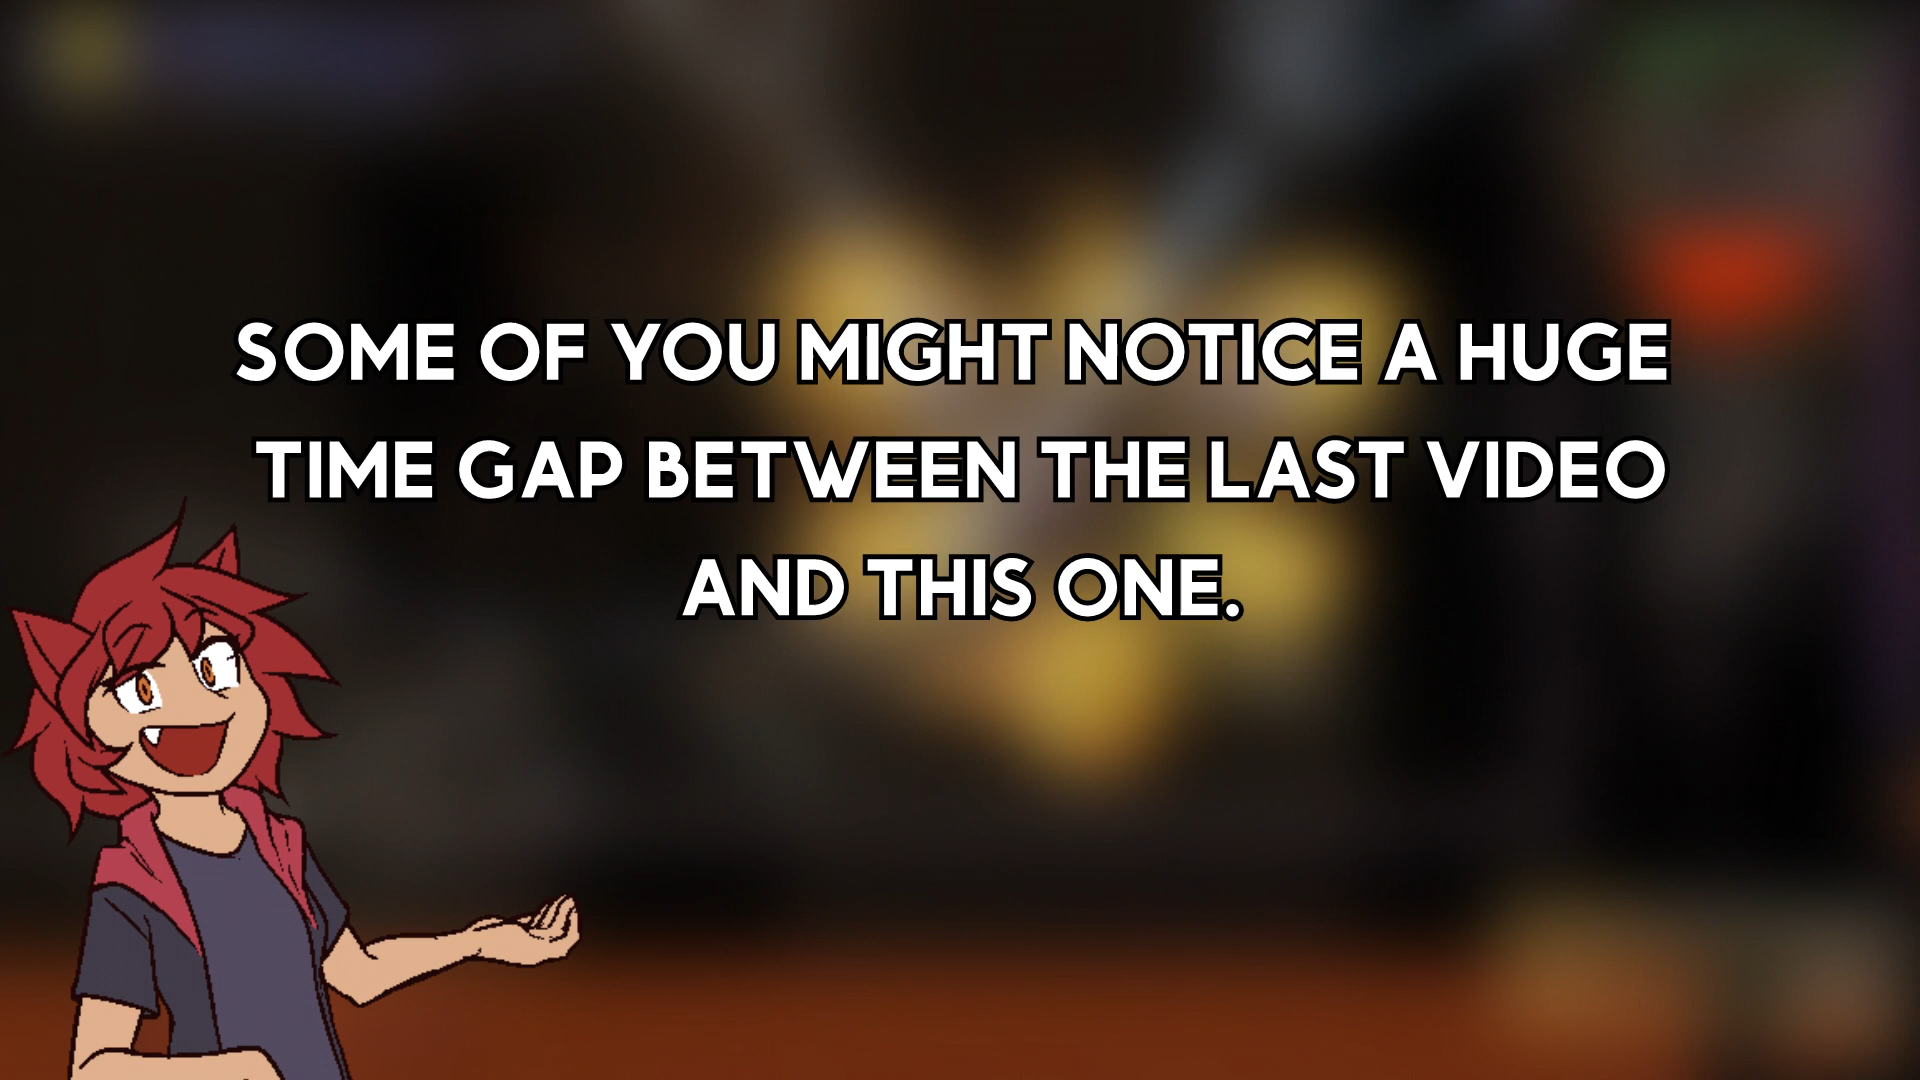 SOME OF YOU MIGHT NOTICE A HUGE
TIME GAP BETWEEN THE LAST VIDEO
AND THIS ONE.